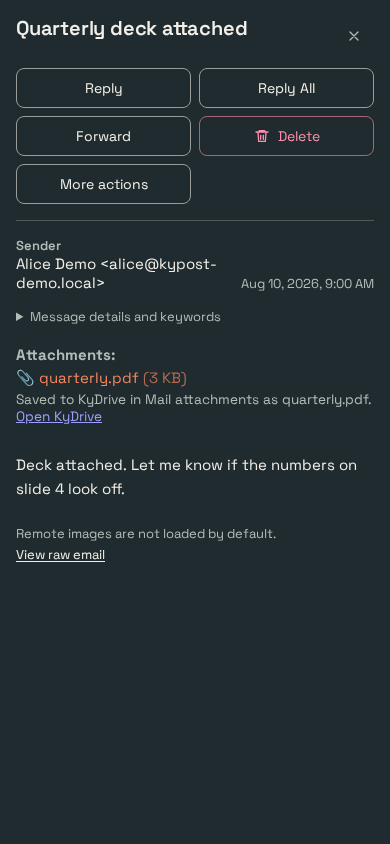 Quarterly deck attached
Reply
Reply All
Forward
Delete
More actions
Sender
Alice Demo <alice@kypost-
demo.local>
Aug 10, 2026, 9:00 AM
Message details and keywords
Attachments:
quarterly.pdf (3 KB)
Saved to KyDrive in Mail attachments as quarterly.pdf.
Open KyDrive
Deck attached. Let me know if the numbers on
slide 4 look off.
Remote images are not loaded by default.
View raw email